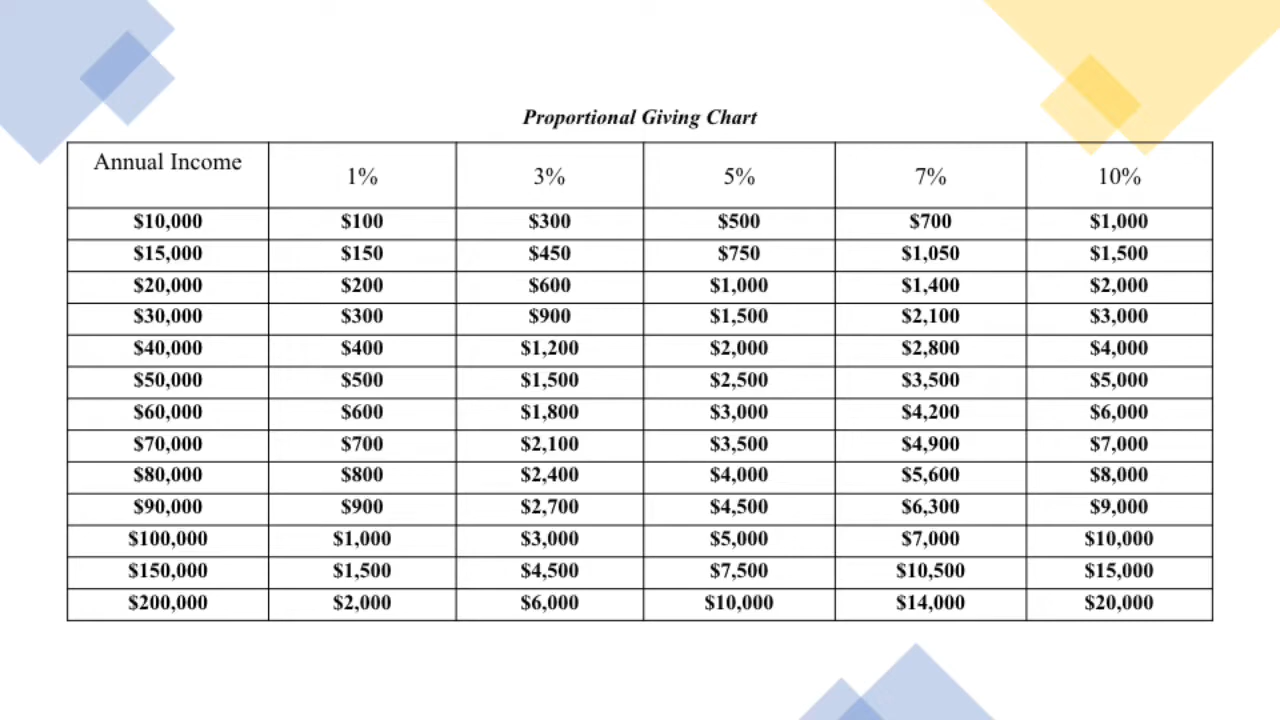 Proportional Giving Chart
Annual Income 1% 3% 5% 7% 10%
$10,000 $100 $300 $500 $700 $1,000
$15,000 $150 $450 $750 $1,050 $1,500
$20,000 $200 $600 $1,000 $1,400 $2,000
$30,000 $300 $900 $1,500 $2,100 $3,000
$40,000 $400 $1,200 $2,000 $2,800 $4,000
$50,000 $500 $1,500 $2,500 $3,500 $5,000
$60,000 $600 $1,800 $3,000 $4,200 $6,000
$70,000 $700 $2,100 $3,500 $4,900 $7,000
$80,000 $800 $2,400 $4,000 $5,600 $8,000
$90,000 $900 $2,700 $4,500 $6,300 $9,000
$100,000 $1,000 $3,000 $5,000 $7,000 $10,000
$150,000 $1,500 $4,500 $7,500 $10,500 $15,000
$200,000 $2,000 $6,000 $10,000 $14,000 $20,000